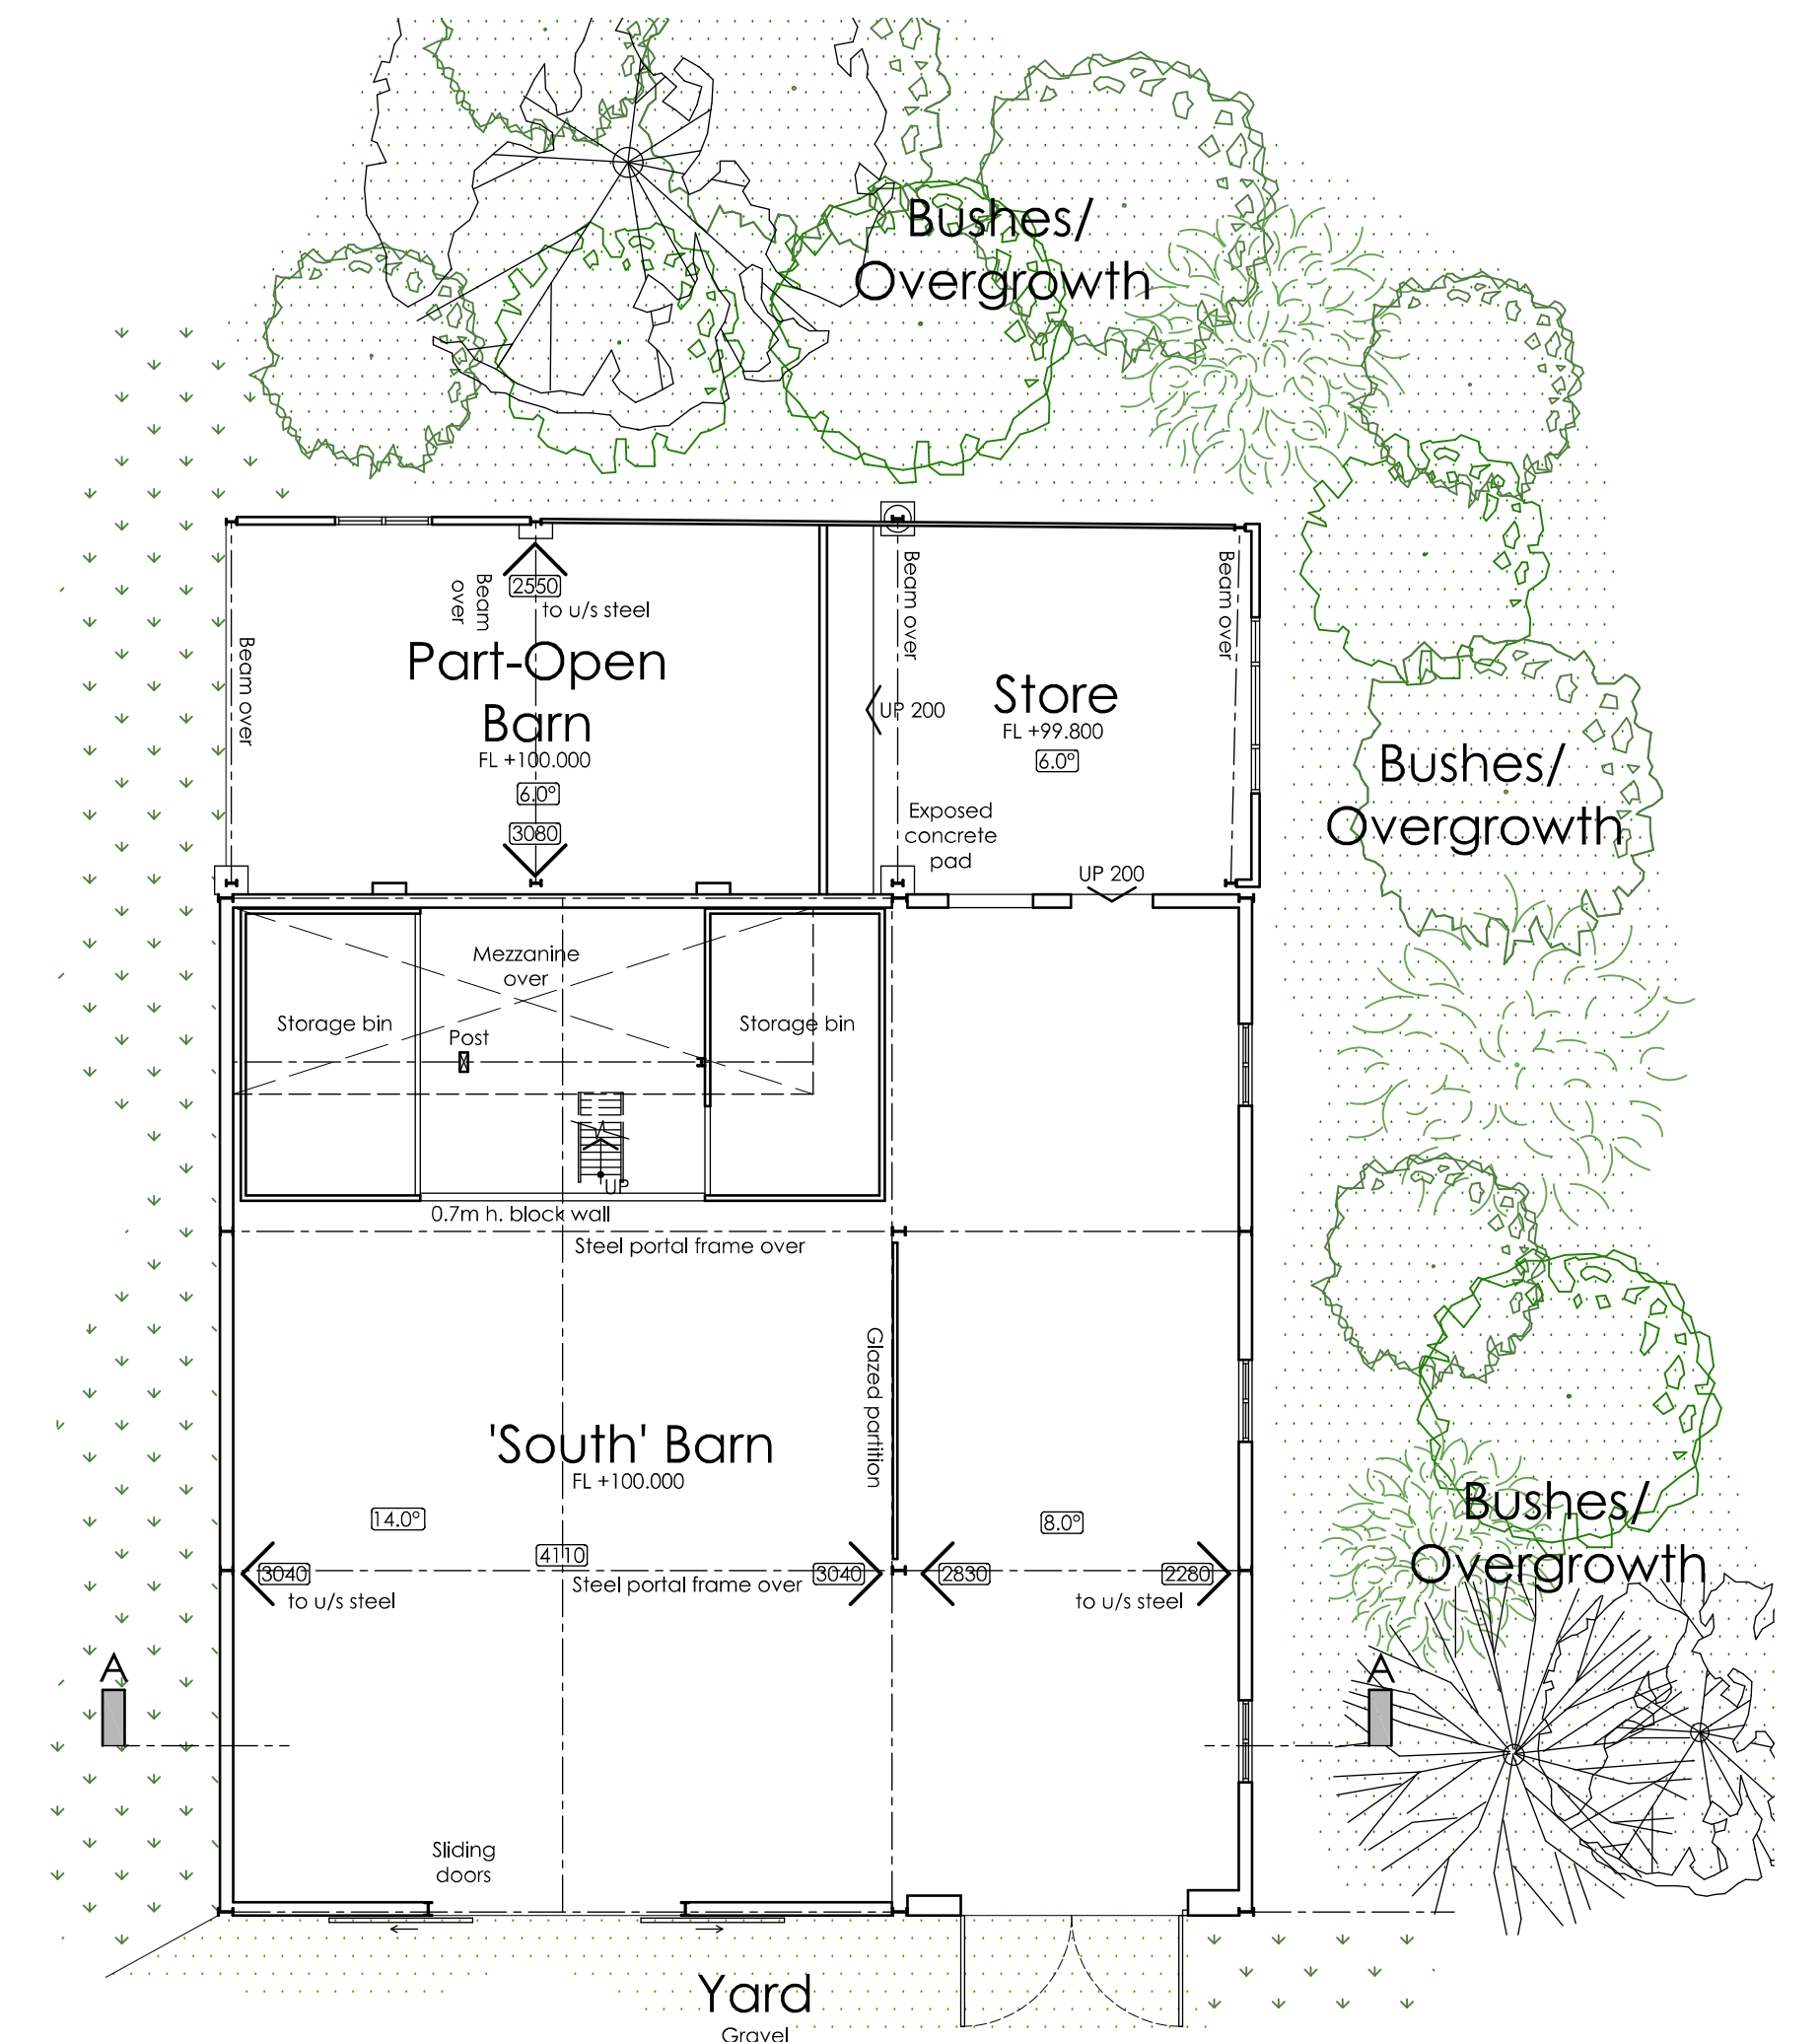 Bushes/
Overgrowth
Beam
over
2550
to u/s steel
Beam over
Part-Open
Barn
FL +100.000
6.0°
3080
Beam over
Beam over
UP 200
Store
FL +99.800
6.0°
Exposed
concrete
pad
UP 200
Bushes/
Overgrowth
Mezzanine
over
Storage bin
Storage bin
Post
UP
0.7m h. block wall
Steel portal frame over
Glazed partition
'South' Barn
FL +100.000
14.0°
8.0°
4110
3040
3040
2830
2280
Steel portal frame over
to u/s steel
to u/s steel
Bushes/
Overgrowth
A
A
Sliding
doors
Yard
Gravel